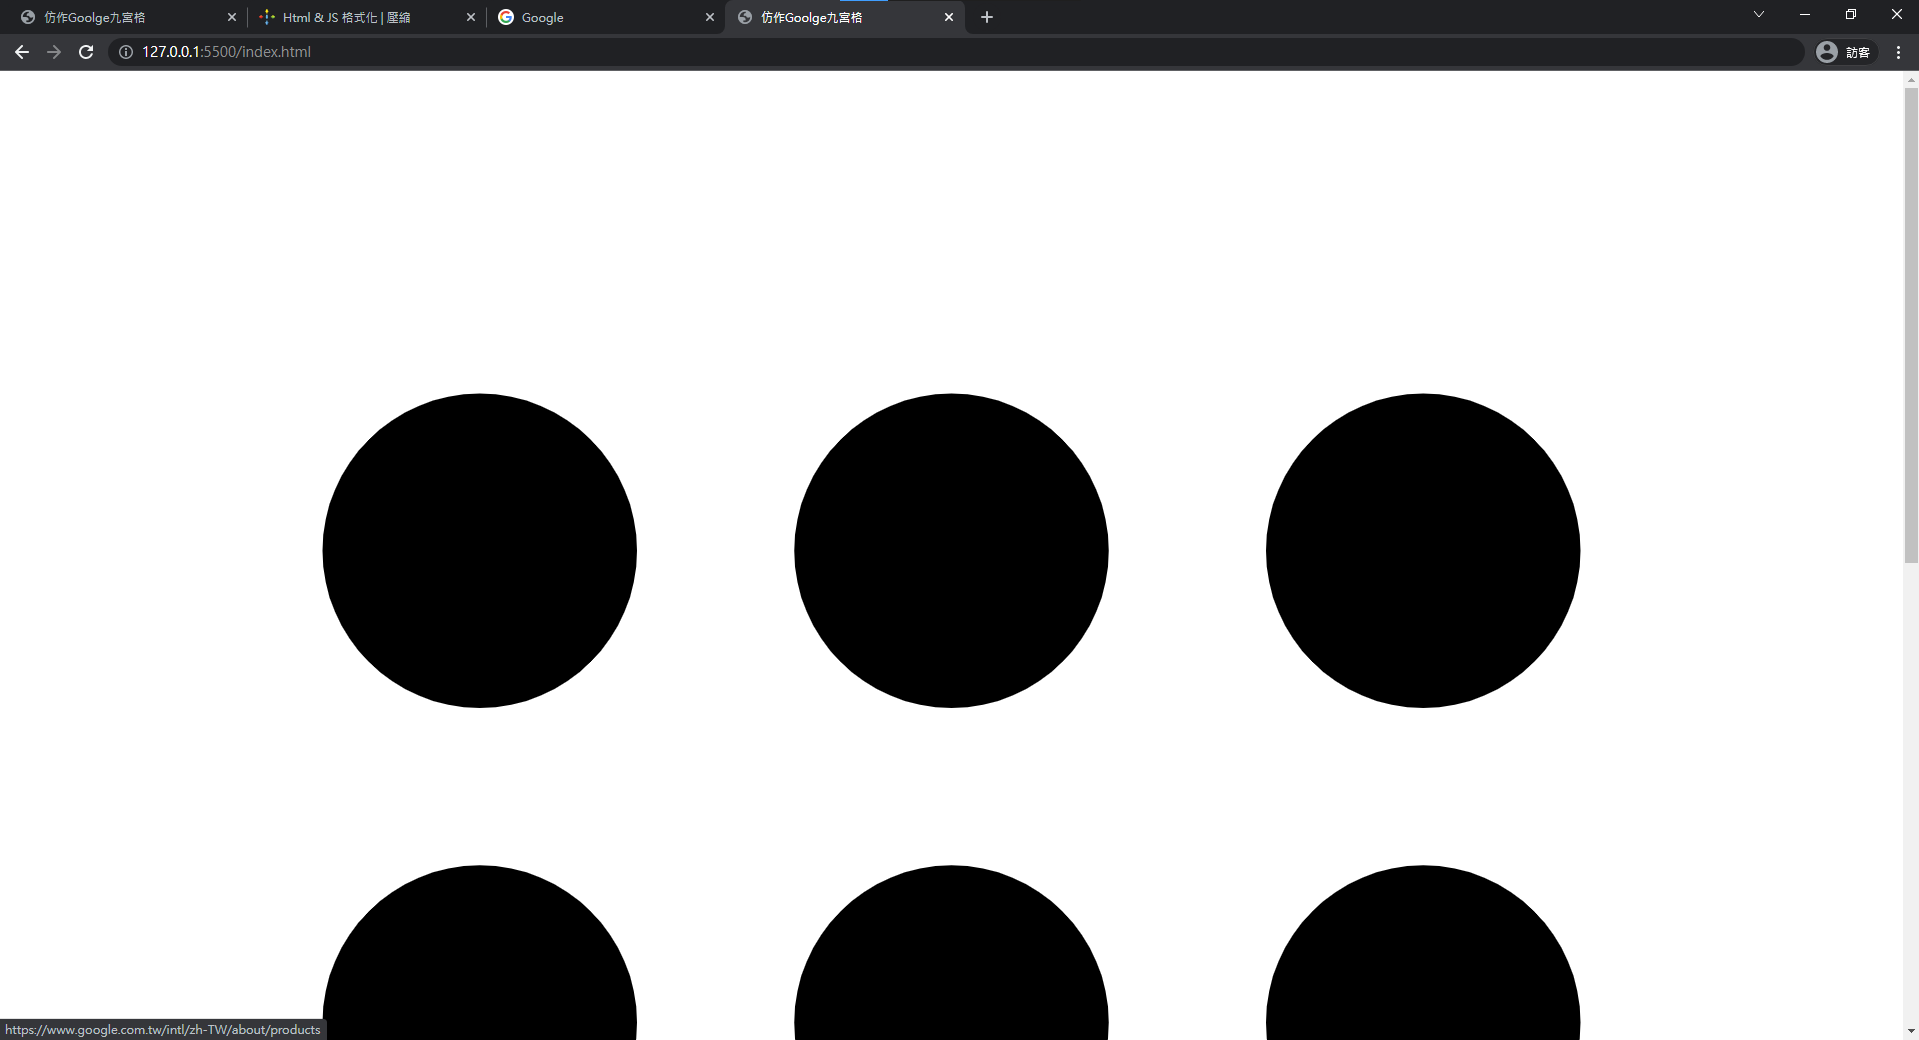 仿作Goolge九宮格
Html & JS 格式化 | 壓縮
Google
仿作Goolge九宮格
127.0.0.1:5500/index.html
訪客
https://www.google.com.tw/intl/zh-TW/about/products